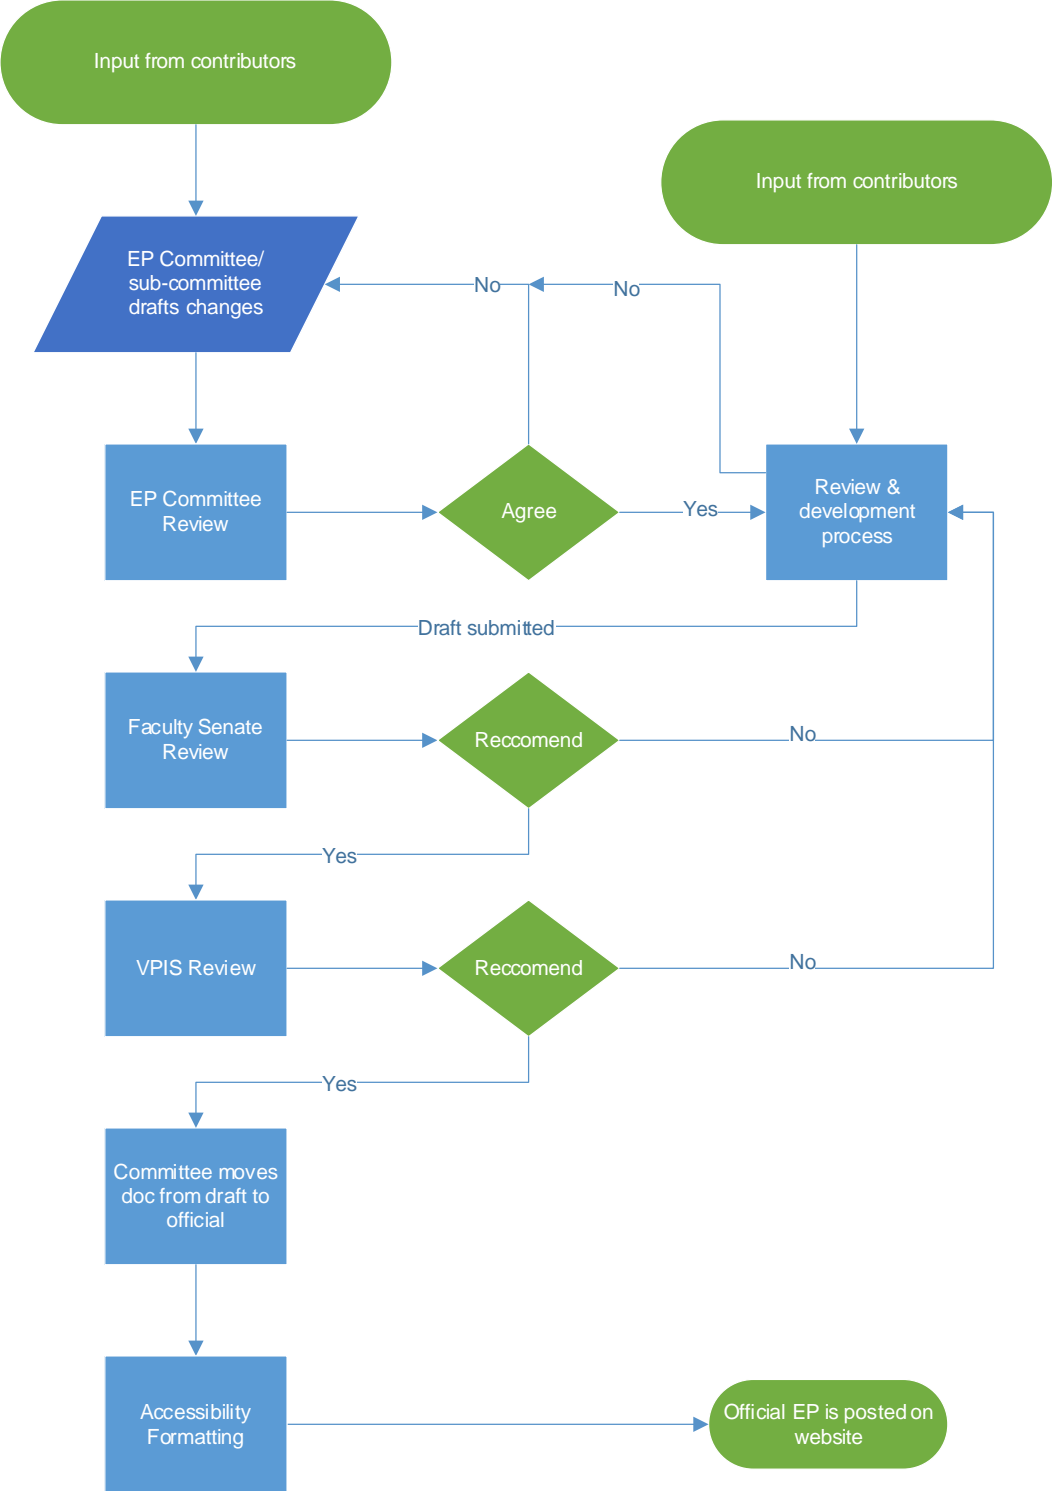 Input from contributors
Input from contributors
EP Committee/
sub-committee
drafts changes
No
No
EP Committee
Review
Agree
Yes
Review &
development
process
Draft submitted
Faculty Senate
Review
Reccomend
No
Yes
VPIS Review
Reccomend
No
Yes
Committee moves
doc from draft to
official
Accessibility
Formatting
Official EP is posted on
website